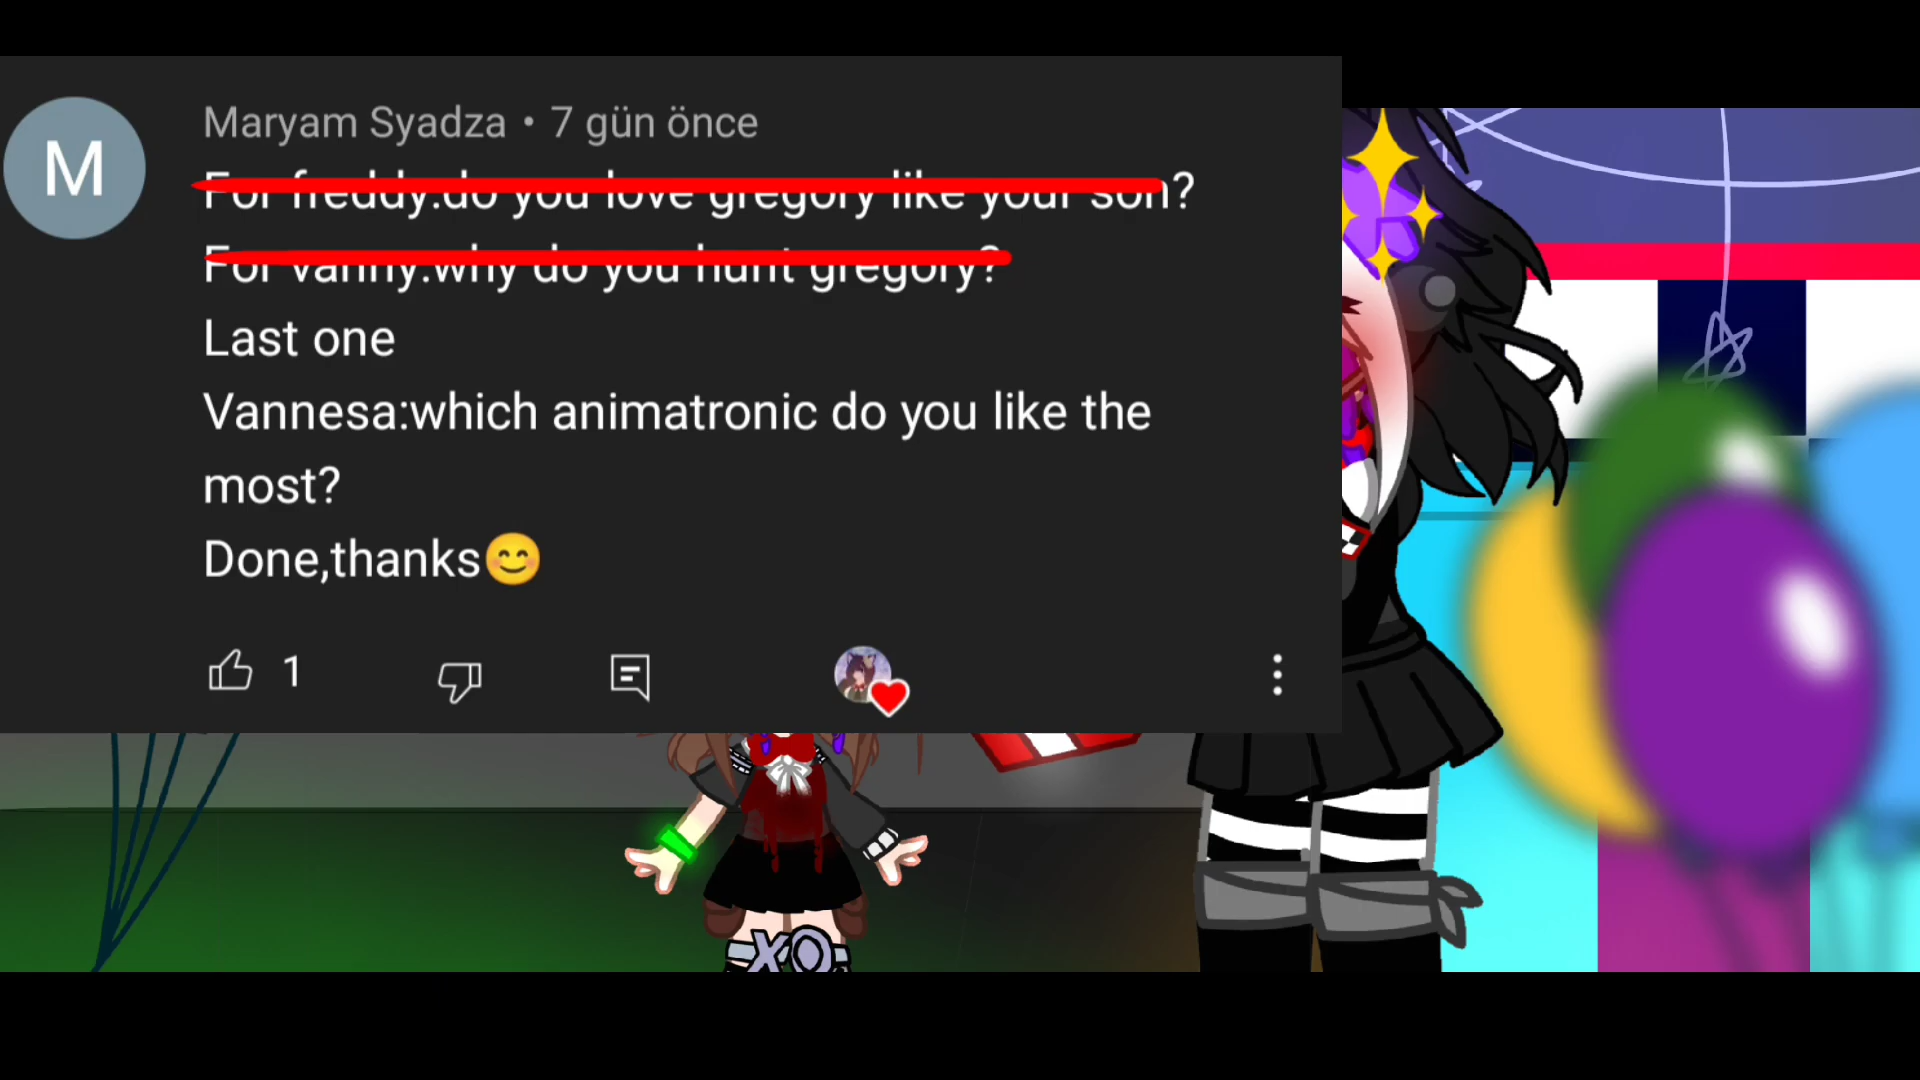 M
Maryam Syadza • 7 gün önce
For freddy:do you love gregory like your son?
For vanny:why do you hunt gregory?
Last one
Vannesa:which animatronic do you like the
most?
Done,thanks😊
1
XO